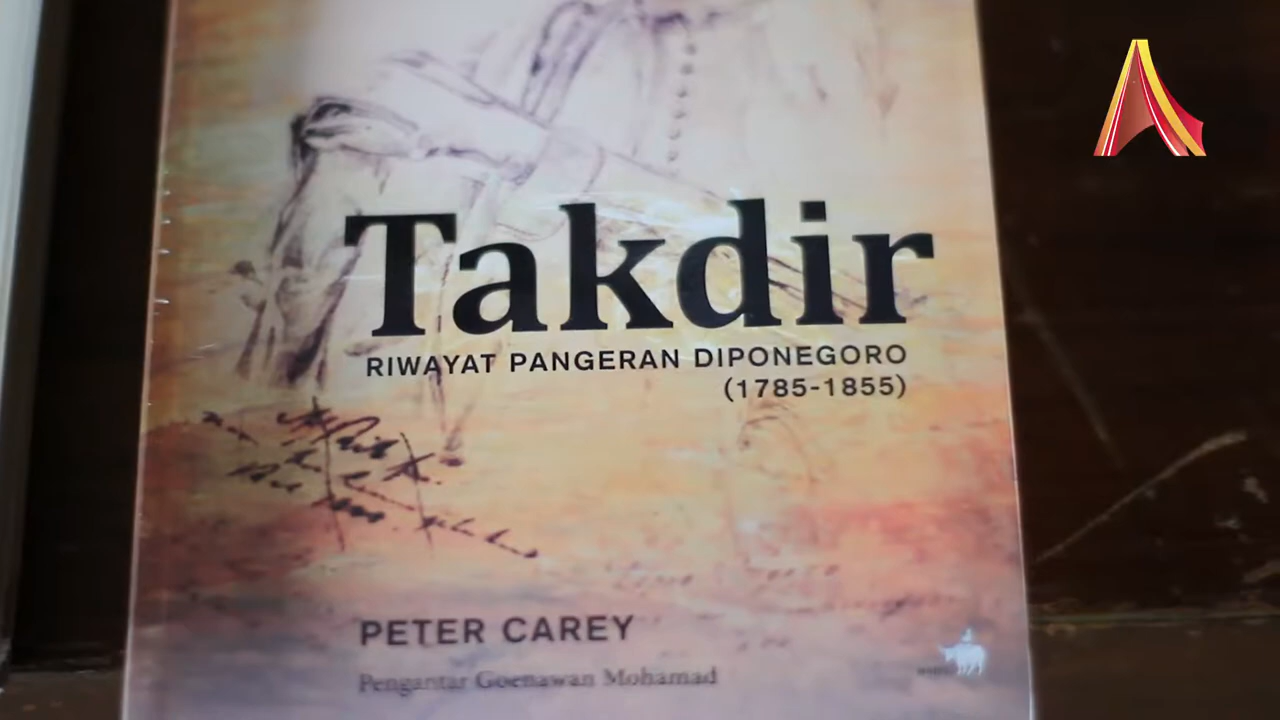 Takdir
RIWAYAT PANGERAN DIPONEGORO
(1785-1855)
PETER CAREY
Pengantar Goenawan Mohamad